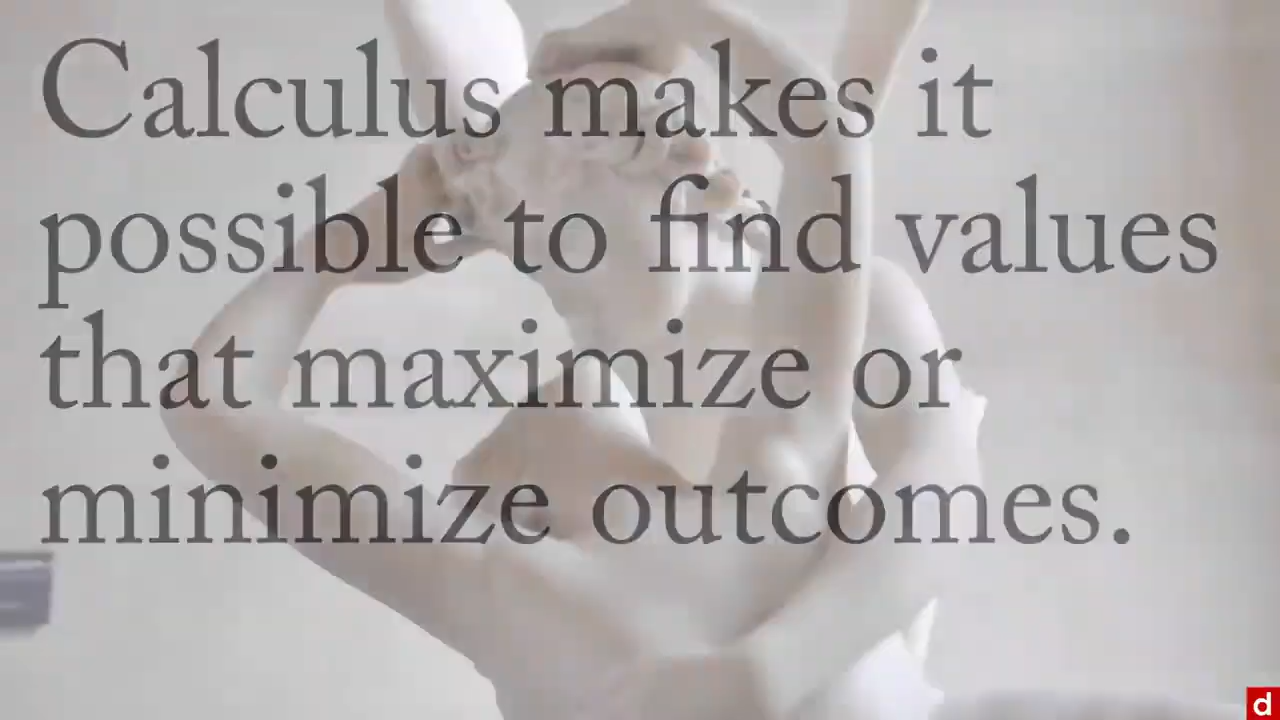 Calculus makes it
possible to find values
that maximize or
minimize outcomes.
d